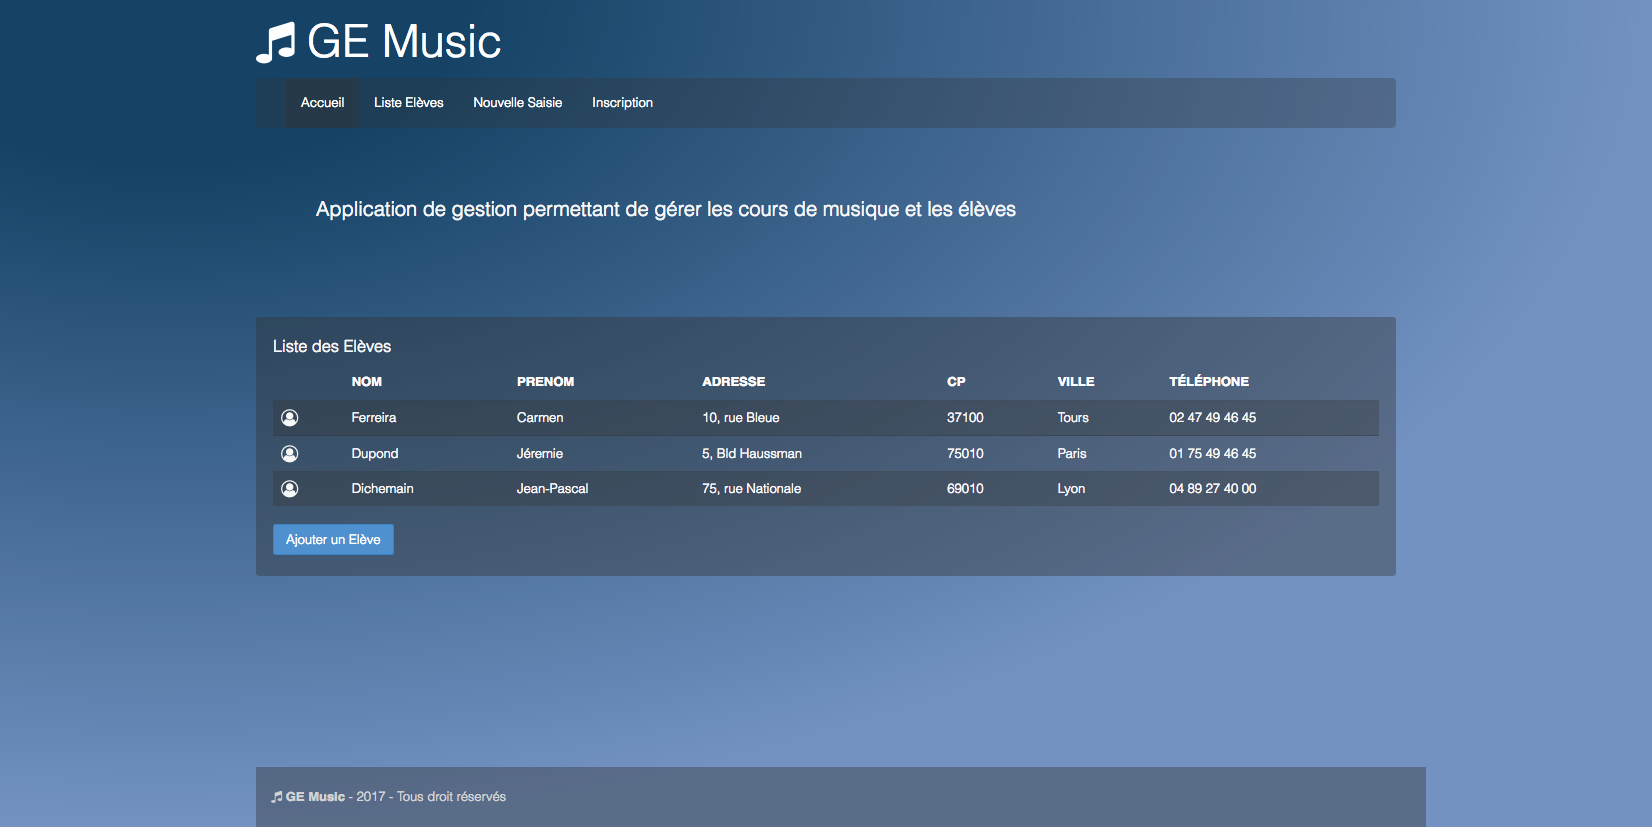 GE Music
Accueil Liste Elèves Nouvelle Saisie Inscription
Application de gestion permettant de gérer les cours de musique et les élèves
Liste des Elèves
NOM PRENOM ADRESSE CP VILLE TÉLÉPHONE
Ferreira Carmen 10, rue Bleue 37100 Tours 02 47 49 46 45
Dupond Jéremie 5, Bld Haussman 75010 Paris 01 75 49 46 45
Dichemain Jean-Pascal 75, rue Nationale 69010 Lyon 04 89 27 40 00
Ajouter un Elève
GE Music - 2017 - Tous droit réservés